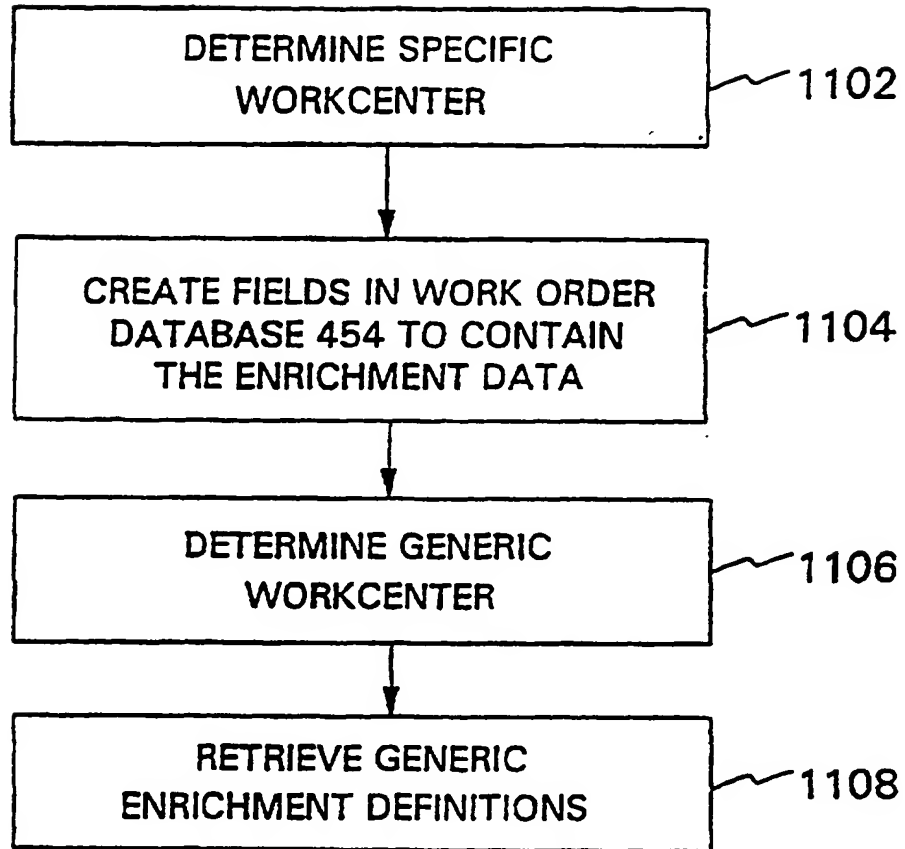 DETERMINE SPECIFIC
WORKCENTER
1102
CREATE FIELDS IN WORK ORDER
DATABASE 454 TO CONTAIN
THE ENRICHMENT DATA
1104
DETERMINE GENERIC
WORKCENTER
1106
RETRIEVE GENERIC
ENRICHMENT DEFINITIONS
1108